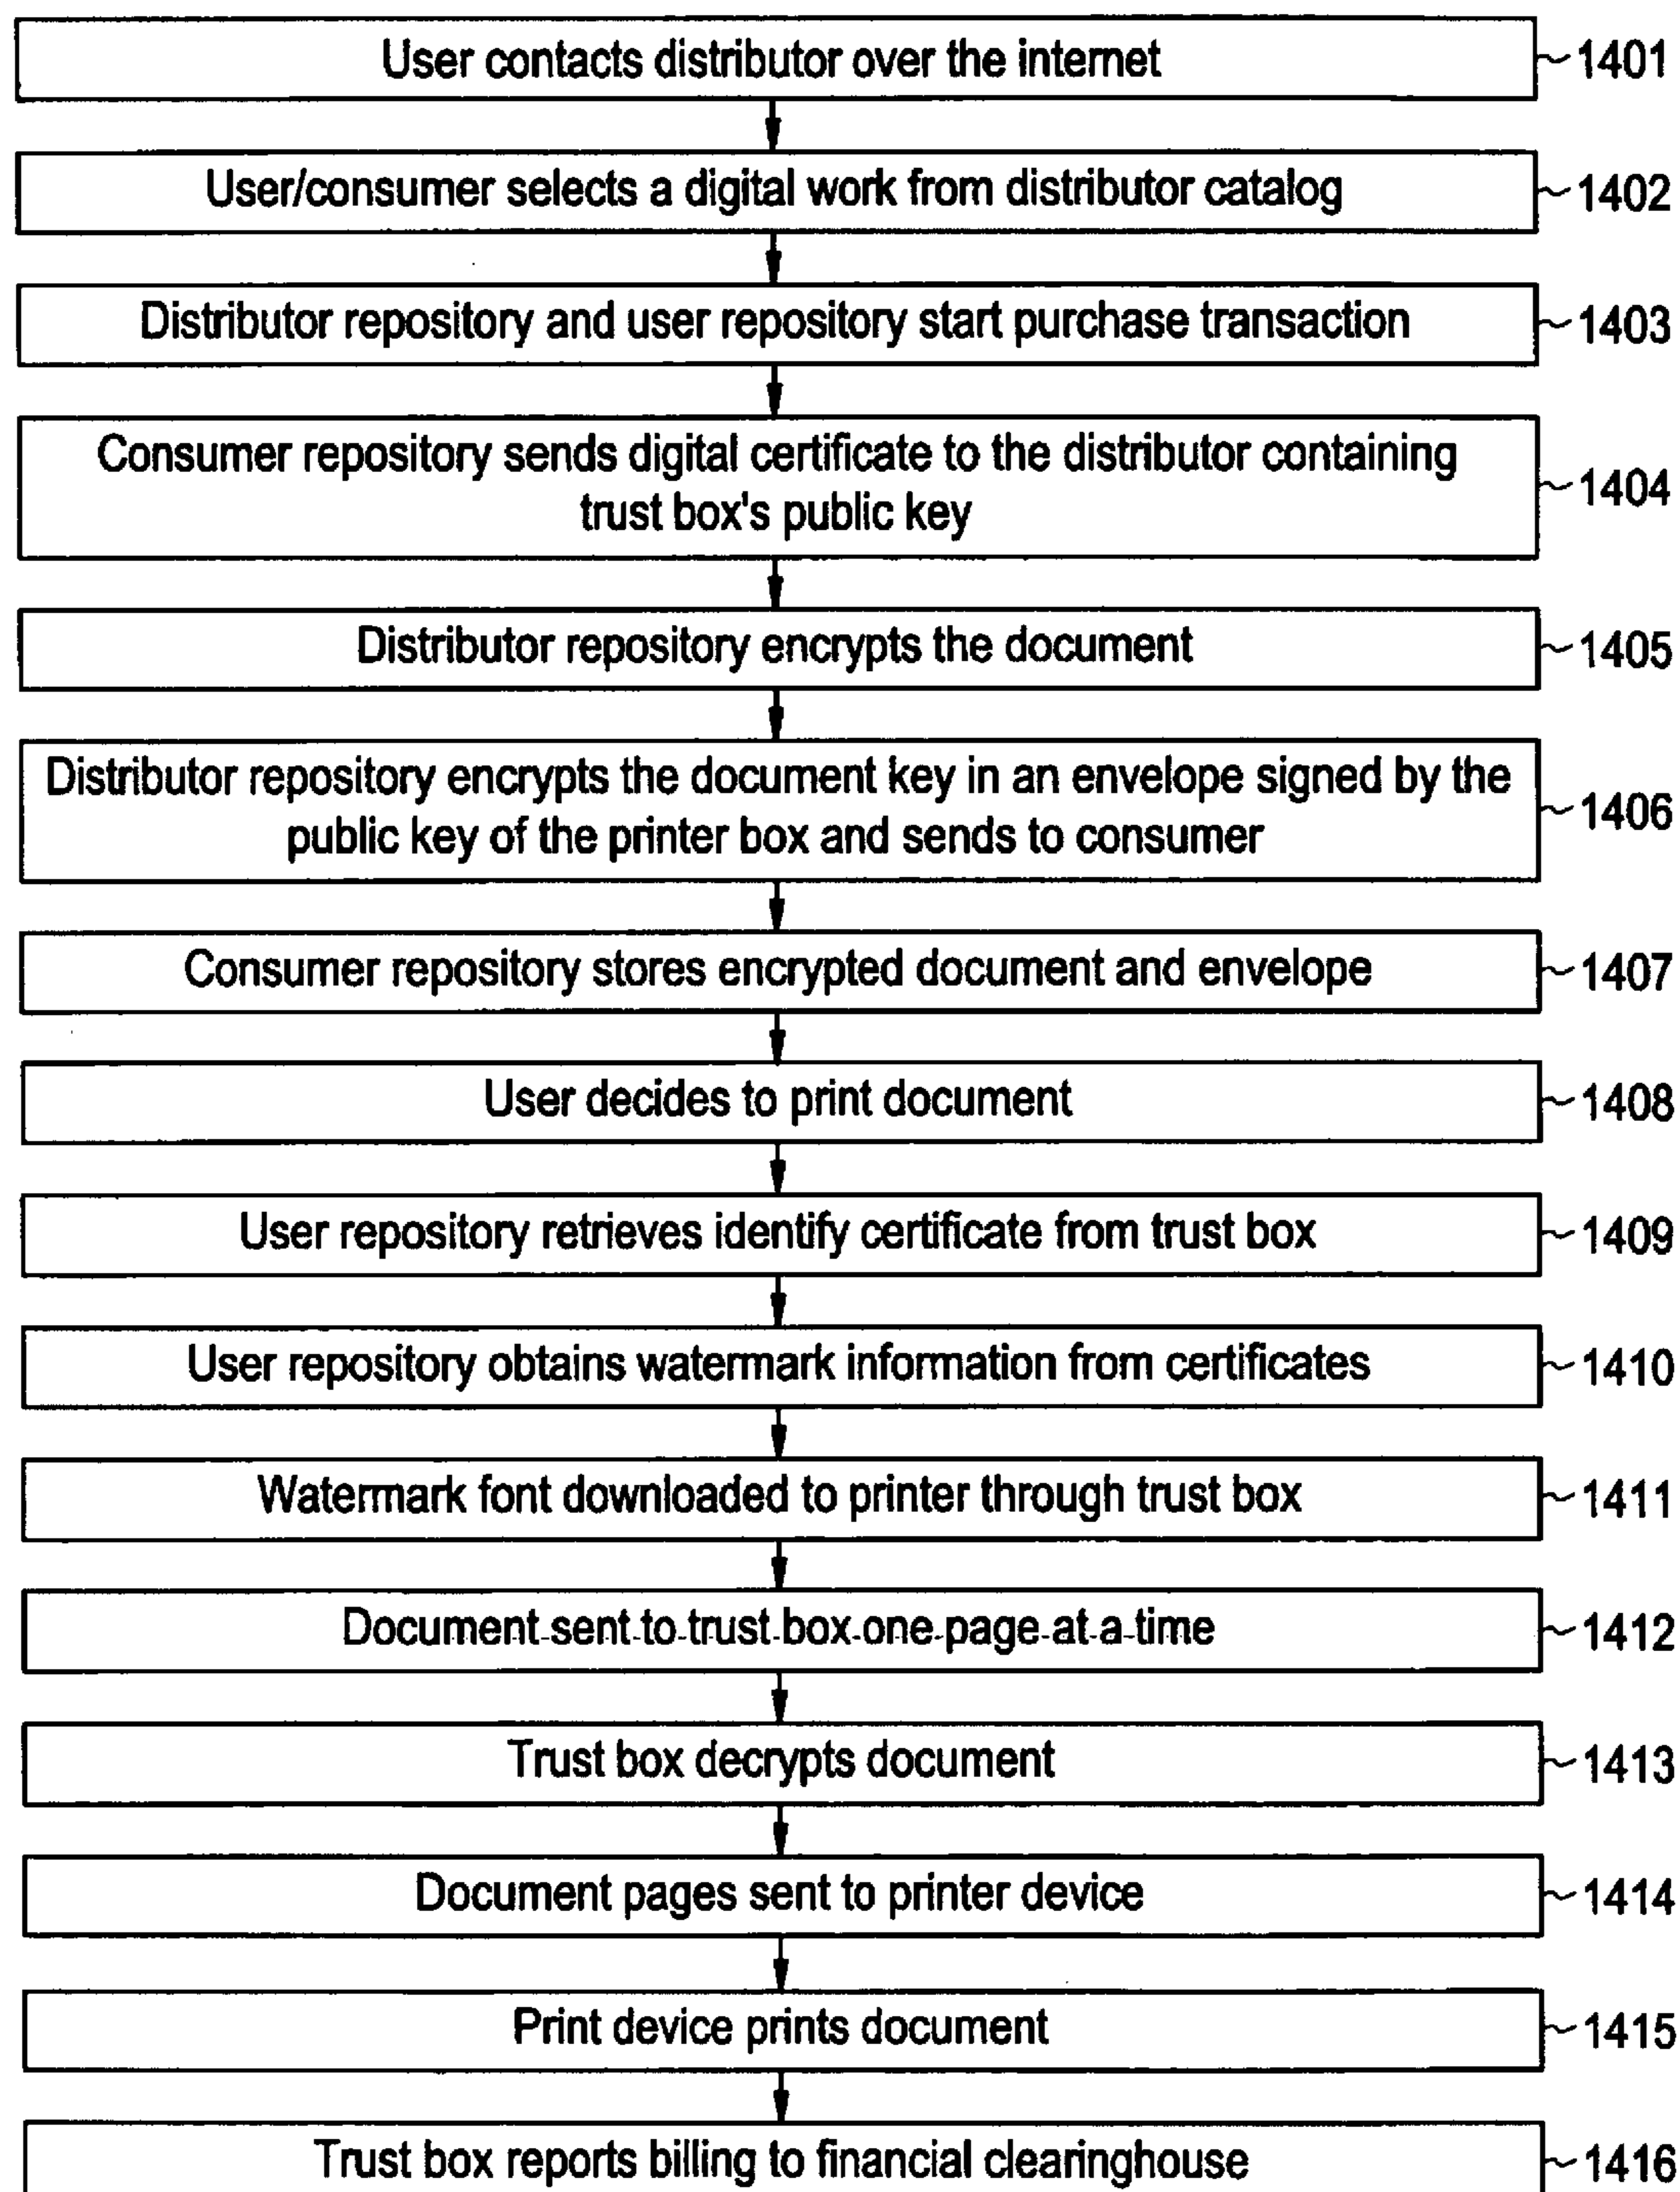 User contacts distributor over the internet
1401
User/consumer selects a digital work from distributor catalog
1402
Distributor repository and user repository start purchase transaction
1403
Consumer repository sends digital certificate to the distributor containing
trust box's public key
1404
Distributor repository encrypts the document
1405
Distributor repository encrypts the document key in an envelope signed by the
public key of the printer box and sends to consumer
1406
Consumer repository stores encrypted document and envelope
1407
User decides to print document
1408
User repository retrieves identify certificate from trust box
1409
User repository obtains watermark information from certificates
1410
Watermark font downloaded to printer through trust box
1411
Document sent to trust box one page at a time
1412
Trust box decrypts document
1413
Document pages sent to printer device
1414
Print device prints document
1415
Trust box reports billing to financial clearinghouse
1416